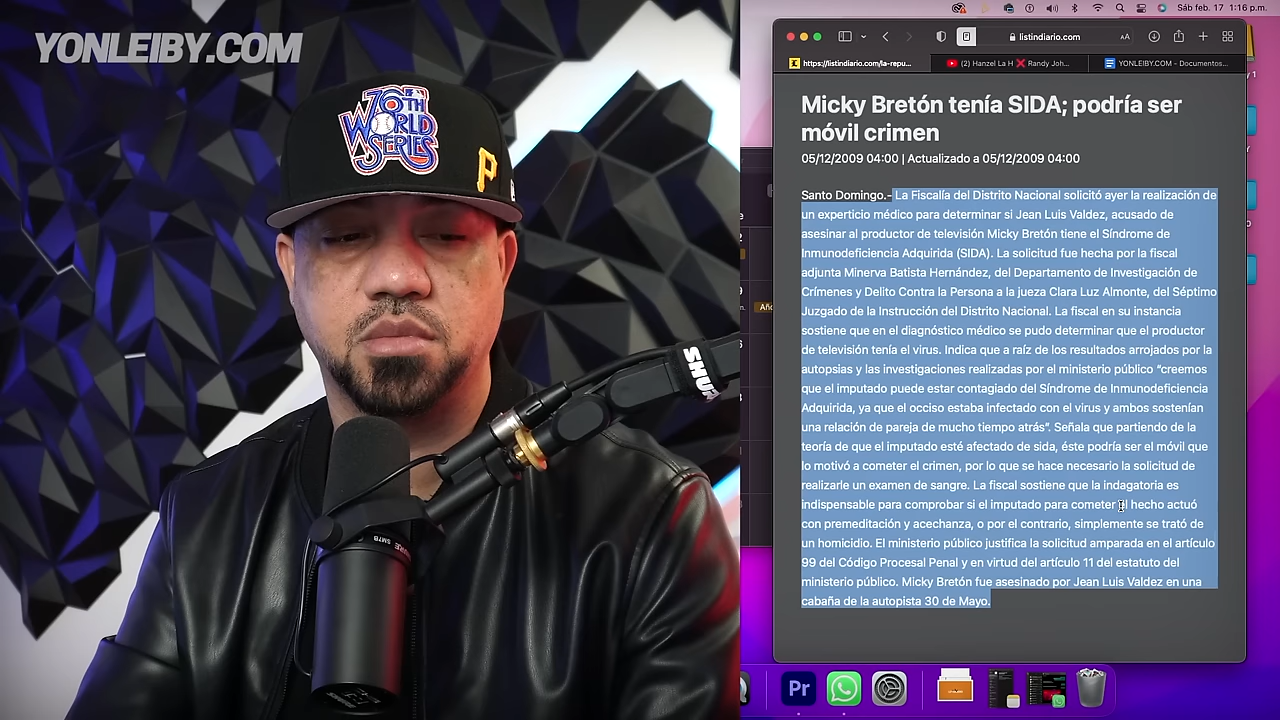 YONLEIBY.COM
76TH
WORLD
SERIES
P
SHUR
SM7B
Sáb feb. 17 1:16 p.m.
listindiario.com
https://listindiario.com/la-repu...
(2) Hanzel La H ❌ Randy Joh...
YONLEIBY.COM - Documentos...
Micky Bretón tenía SIDA; podría ser
móvil crimen
05/12/2009 04:00 | Actualizado a 05/12/2009 04:00
Santo Domingo.- La Fiscalía del Distrito Nacional solicitó ayer la realización de
un experticio médico para determinar si Jean Luis Valdez, acusado de
asesinar al productor de televisión Micky Bretón tiene el Síndrome de
Inmunodeficiencia Adquirida (SIDA). La solicitud fue hecha por la fiscal
adjunta Minerva Batista Hernández, del Departamento de Investigación de
Crímenes y Delito Contra la Persona a la jueza Clara Luz Almonte, del Séptimo
Juzgado de la Instrucción del Distrito Nacional. La fiscal en su instancia
sostiene que en el diagnóstico médico se pudo determinar que el productor
de televisión tenía el virus. Indica que a raíz de los resultados arrojados por la
autopsias y las investigaciones realizadas por el ministerio público “creemos
que el imputado puede estar contagiado del Síndrome de Inmunodeficiencia
Adquirida, ya que el occiso estaba infectado con el virus y ambos sostenían
una relación de pareja de mucho tiempo atrás”. Señala que partiendo de la
teoría de que el imputado esté afectado de sida, éste podría ser el móvil que
lo motivó a cometer el crimen, por lo que se hace necesario la solicitud de
realizarle un examen de sangre. La fiscal sostiene que la indagatoria es
indispensable para comprobar si el imputado para cometer el hecho actuó
con premeditación y acechanza, o por el contrario, simplemente se trató de
un homicidio. El ministerio público justifica la solicitud amparada en el artículo
99 del Código Procesal Penal y en virtud del artículo 11 del estatuto del
ministerio público. Micky Bretón fue asesinado por Jean Luis Valdez en una
cabaña de la autopista 30 de Mayo.
Pr